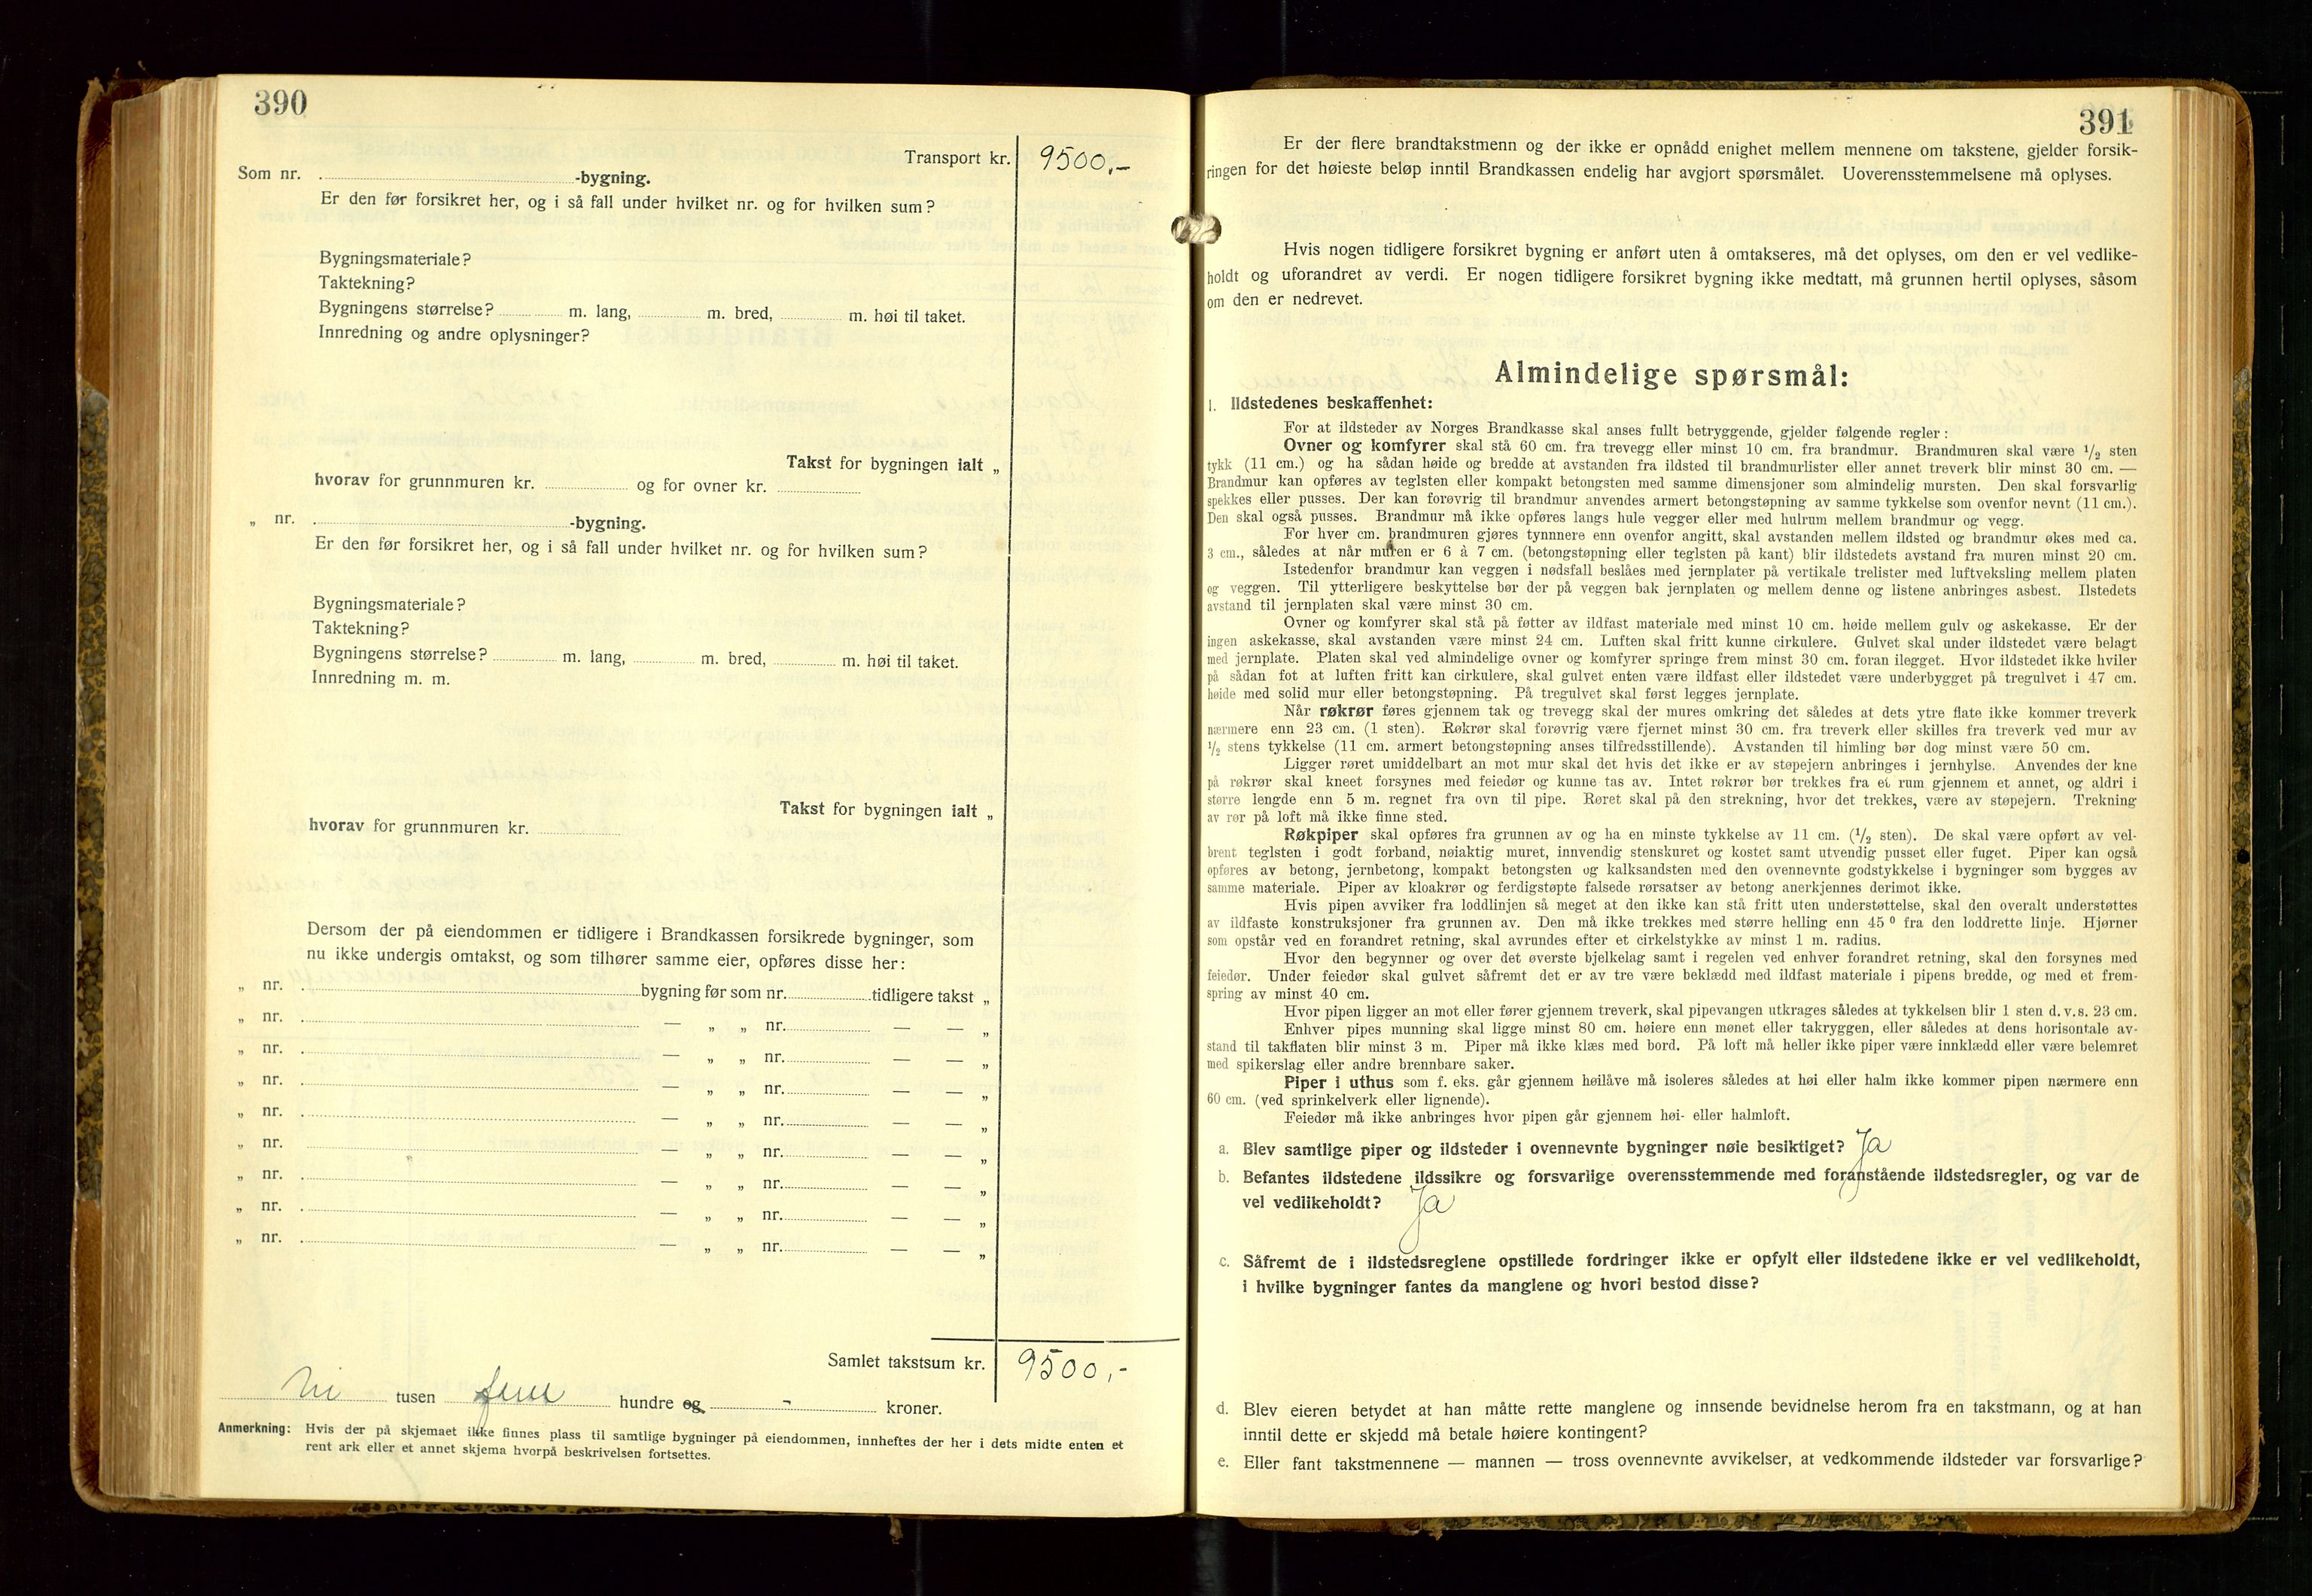 390
Transport kr. 9500,-
Som nr. -bygning.
Er den før forsikret her, og i så fall under hvilket nr. og for hvilken sum?
Bygningsmateriale?
Taktekning?
Bygningens størrelse? m. lang, m. bred, m. høi til taket.
Innredning og andre oplysninger?
Takst for bygningen ialt „
hvorav for grunnmuren kr. og for ovner kr.
„ nr. -bygning.
Er den før forsikret her, og i så fall under hvilket nr. og for hvilken sum?
Bygningsmateriale?
Taktekning?
Bygningens størrelse? m. lang, m. bred, m. høi til taket.
Innredning m. m.
Takst for bygningen ialt „
hvorav for grunnmuren kr.
Dersom der på eiendommen er tidligere i Brandkassen forsikrede bygninger, som
nu ikke undergis omtakst, og som tilhører samme eier, opføres disse her:
„ nr. bygning før som nr. tidligere takst „
„ nr. — „ „ nr. — — „
„ nr. — „ „ nr. — — „
„ nr. — „ „ nr. — — „
„ nr. — „ „ nr. — — „
„ nr. — „ „ nr. — — „
„ nr. — „ „ nr. — — „
„ nr. — „ „ nr. — — „
„ nr. — „ „ nr. — — „
Samlet takstsum kr. 9500,-
Ni tusen fem hundre og - kroner.
Anmerkning: Hvis der på skjemaet ikke finnes plass til samtlige bygninger på eiendommen, innheftes der her i dets midte enten et
rent ark eller et annet skjema hvorpå beskrivelsen fortsettes.
391
Er der flere brandtakstmenn og der ikke er opnådd enighet mellem mennene om takstene, gjelder forsik-
ringen for det høieste beløp inntil Brandkassen endelig har avgjort spørsmålet. Uoverensstemmelsene må oplyses.
Hvis nogen tidligere forsikret bygning er anført uten å omtakseres, må det oplyses, om den er vel vedlike-
holdt og uforandret av verdi. Er nogen tidligere forsikret bygning ikke medtatt, må grunnen hertil oplyses, såsom
om den er nedrevet.
Almindelige spørsmål:
1. Ildstedenes beskaffenhet:
For at ildsteder av Norges Brandkasse skal anses fullt betryggende, gjelder følgende regler:
Ovner og komfyrer skal stå 60 cm. fra trevegg eller minst 10 cm. fra brandmur. Brandmuren skal være 1/2 sten
tykk (11 cm.) og ha sådan høide og bredde at avstanden fra ildsted til brandmurlister eller annet treverk blir minst 30 cm. —
Brandmur kan opføres av teglsten eller kompakt betongsten med samme dimensjoner som almindelig mursten. Den skal forsvarlig
spekkes eller pusses. Der kan forøvrig til brandmur anvendes armert betongstøpning av samme tykkelse som ovenfor nevnt (11 cm.).
Den skal også pusses. Brandmur må ikke opføres langs hule vegger eller med hulrum mellem brandmur og vegg.
For hver cm. brandmuren gjøres tynnnere enn ovenfor angitt, skal avstanden mellem ildsted og brandmur økes med ca.
3 cm., således at når muren er 6 à 7 cm. (betongstøpning eller teglsten på kant) blir ildstedets avstand fra muren minst 20 cm.
Istedenfor brandmur kan veggen i nødsfall beslåes med jernplater på vertikale trelister med luftveksling mellem platen
og veggen. Til ytterligere beskyttelse bør der på veggen bak jernplaten og mellem denne og listene anbringes asbest. Ilstedets
avstand til jernplaten skal være minst 30 cm.
Ovner og komfyrer skal stå på føtter av ildfast materiale med minst 10 cm. høide mellem gulv og askekasse. Er der
ingen askekasse, skal avstanden være minst 24 cm. Luften skal fritt kunne cirkulere. Gulvet skal under ildstedet være belagt
med jernplate. Platen skal ved almindelige ovner og komfyrer springe frem minst 30 cm. foran ilegget. Hvor ildstedet ikke hviler
på sådan fot at luften fritt kan cirkulere, skal gulvet enten være ildfast eller ildstedet være underbygget på tregulvet i 47 cm.
høide med solid mur eller betongstøpning. På tregulvet skal først legges jernplate.
Når røkrør føres gjennem tak og trevegg skal der mures omkring det således at dets ytre flate ikke kommer treverk
nærmere enn 23 cm. (1 sten). Røkrør skal forøvrig være fjernet minst 30 cm. fra treverk eller skilles fra treverk ved mur av
1/2 stens tykkelse (11 cm. armert betongstøpning anses tilfredsstillende). Avstanden til himling bør dog minst være 50 cm.
Ligger røret umiddelbart an mot mur skal det hvis det ikke er av støpejern anbringes i jernhylse. Anvendes der kne
på røkrør skal kneet forsynes med feiedør og kunne tas av. Intet røkrør bør trekkes fra et rum gjennem et annet, og aldri i
større lengde enn 5 m. regnet fra ovn til pipe. Røret skal på den strekning, hvor det trekkes, være av støpejern. Trekning
av rør på loft må ikke finne sted.
Røkpiper skal opføres fra grunnen av og ha en minste tykkelse av 11 cm. (1/2 sten). De skal være opført av vel-
brent teglsten i godt forband, nøiaktig muret, innvendig stenskuret og kostet samt utvendig pusset eller fuget. Piper kan også
opføres av betong, jernbetong, kompakt betongsten og kalksandsten med den ovennevnte godstykkelse i bygninger som bygges av
samme materiale. Piper av kloakrør og ferdigstøpte falsede rørsatser av betong anerkjennes derimot ikke.
Hvis pipen avviker fra loddlinjen så meget at den ikke kan stå fritt uten understøttelse, skal den overalt understøttes
av ildfaste konstruksjoner fra grunnen av. Den må ikke trekkes med større helling enn 45⁰ fra den loddrette linje. Hjørner
som opstår ved en forandret retning, skal avrundes efter et cirkelstykke av minst 1 m. radius.
Hvor den begynner og over det øverste bjelkelag samt i regelen ved enhver forandret retning, skal den forsynes med
feiedør. Under feiedør skal gulvet såfremt det er av tre være beklædd med ildfast materiale i pipens bredde, og med et frem-
spring av minst 40 cm.
Hvor pipen ligger an mot eller fører gjennem treverk, skal pipevangen utkrages således at tykkelsen blir 1 sten d.v.s. 23 cm.
Enhver pipes munning skal ligge minst 80 cm. høiere enn mønet eller takryggen, eller således at dens horisontale av-
stand til takflaten blir minst 3 m. Piper må ikke klæs med bord. På loft må heller ikke piper være innklædd eller være belemret
med spikerslag eller andre brennbare saker.
Piper i uthus som f. eks. går gjennem høilåve må isoleres således at høi eller halm ikke kommer pipen nærmere enn
60 cm. (ved sprinkelverk eller lignende).
Feiedør må ikke anbringes hvor pipen går gjennem høi- eller halmloft.
a. Blev samtlige piper og ildsteder i ovennevnte bygninger nøie besiktiget? Ja
b. Befantes ildstedene ildssikre og forsvarlige overensstemmende med foranstående ildstedsregler, og var de
vel vedlikeholdt? Ja
c. Såfremt de i ildstedsreglene opstillede fordringer ikke er opfylt eller ildstedene ikke er vel vedlikeholdt,
i hvilke bygninger fantes da manglene og hvori bestod disse?
d. Blev eieren betydet at han måtte rette manglene og innsende bevidnelse herom fra en takstmann, og at han
inntil dette er skjedd må betale høiere kontingent?
e. Eller fant takstmennene — mannen — tross ovennevnte avvikelser, at vedkommende ildsteder var forsvarlige?